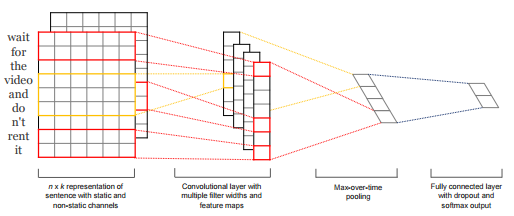 wait
for
the
video
and
do
n't
rent
it
n x k representation of
sentence with static and
non-static channels
Convolutional layer with
multiple filter widths and
feature maps
Max-over-time
pooling
Fully connected layer
with dropout and
softmax output